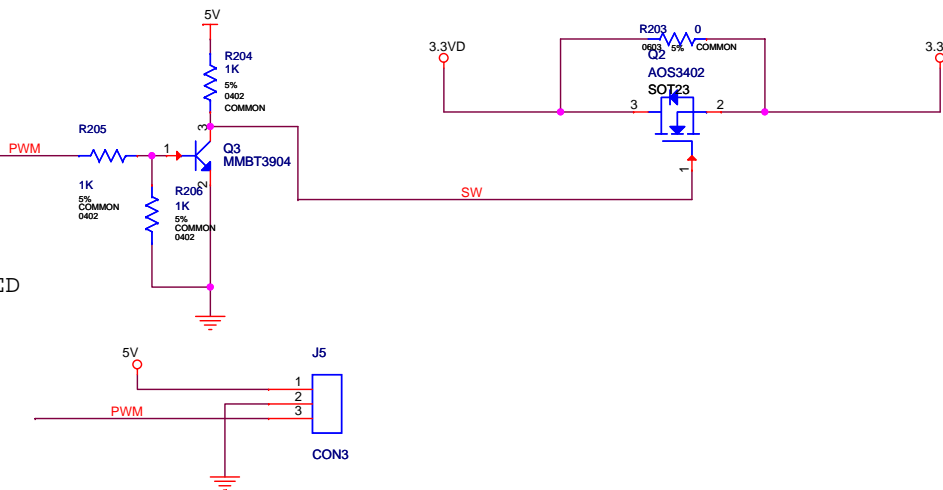 5V
R204
1K
5%
0402
COMMON
3
R205
PWM
1
Q3
MMBT3904
2
1K
5%
COMMON
0402
R206
1K
5%
COMMON
0402
3.3VD
R203 0
0603 5% COMMON
Q2
AOS3402
SOT23
3 2
1
3.3
SW
ED
5V
J5
1
2
3
PWM
CON3